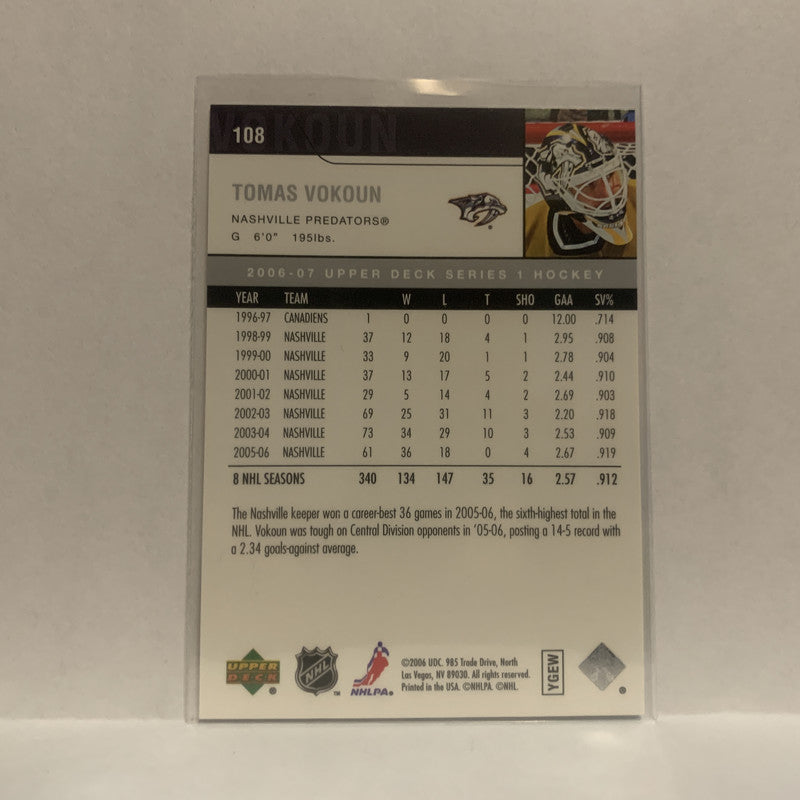 VOKOUN
108
TOMAS VOKOUN
NASHVILLE PREDATORS®
G 6'0" 195lbs.
2006-07 UPPER DECK SERIES 1 HOCKEY
YEAR TEAM W L T SHO GAA SV%
1996-97 CANADIENS 1 0 0 0 0 12.00 .714
1998-99 NASHVILLE 37 12 18 4 1 2.95 .908
1999-00 NASHVILLE 33 9 20 1 1 2.78 .904
2000-01 NASHVILLE 37 13 17 5 2 2.44 .910
2001-02 NASHVILLE 29 5 14 4 2 2.69 .903
2002-03 NASHVILLE 69 25 31 11 3 2.20 .918
2003-04 NASHVILLE 73 34 29 10 3 2.53 .909
2005-06 NASHVILLE 61 36 18 0 4 2.67 .919
8 NHL SEASONS 340 134 147 35 16 2.57 .912
The Nashville keeper won a career-best 36 games in 2005-06, the sixth-highest total in the
NHL. Vokoun was tough on Central Division opponents in '05-06, posting a 14-5 record with
a 2.34 goals-against average.
UPPER
DECK®
NHL™
NHLPA®
©2006 UDC. 985 Trade Drive, North
Las Vegas, NV 89030. All rights reserved.
Printed in the USA. ©NHLPA. ©NHL.
YGEW